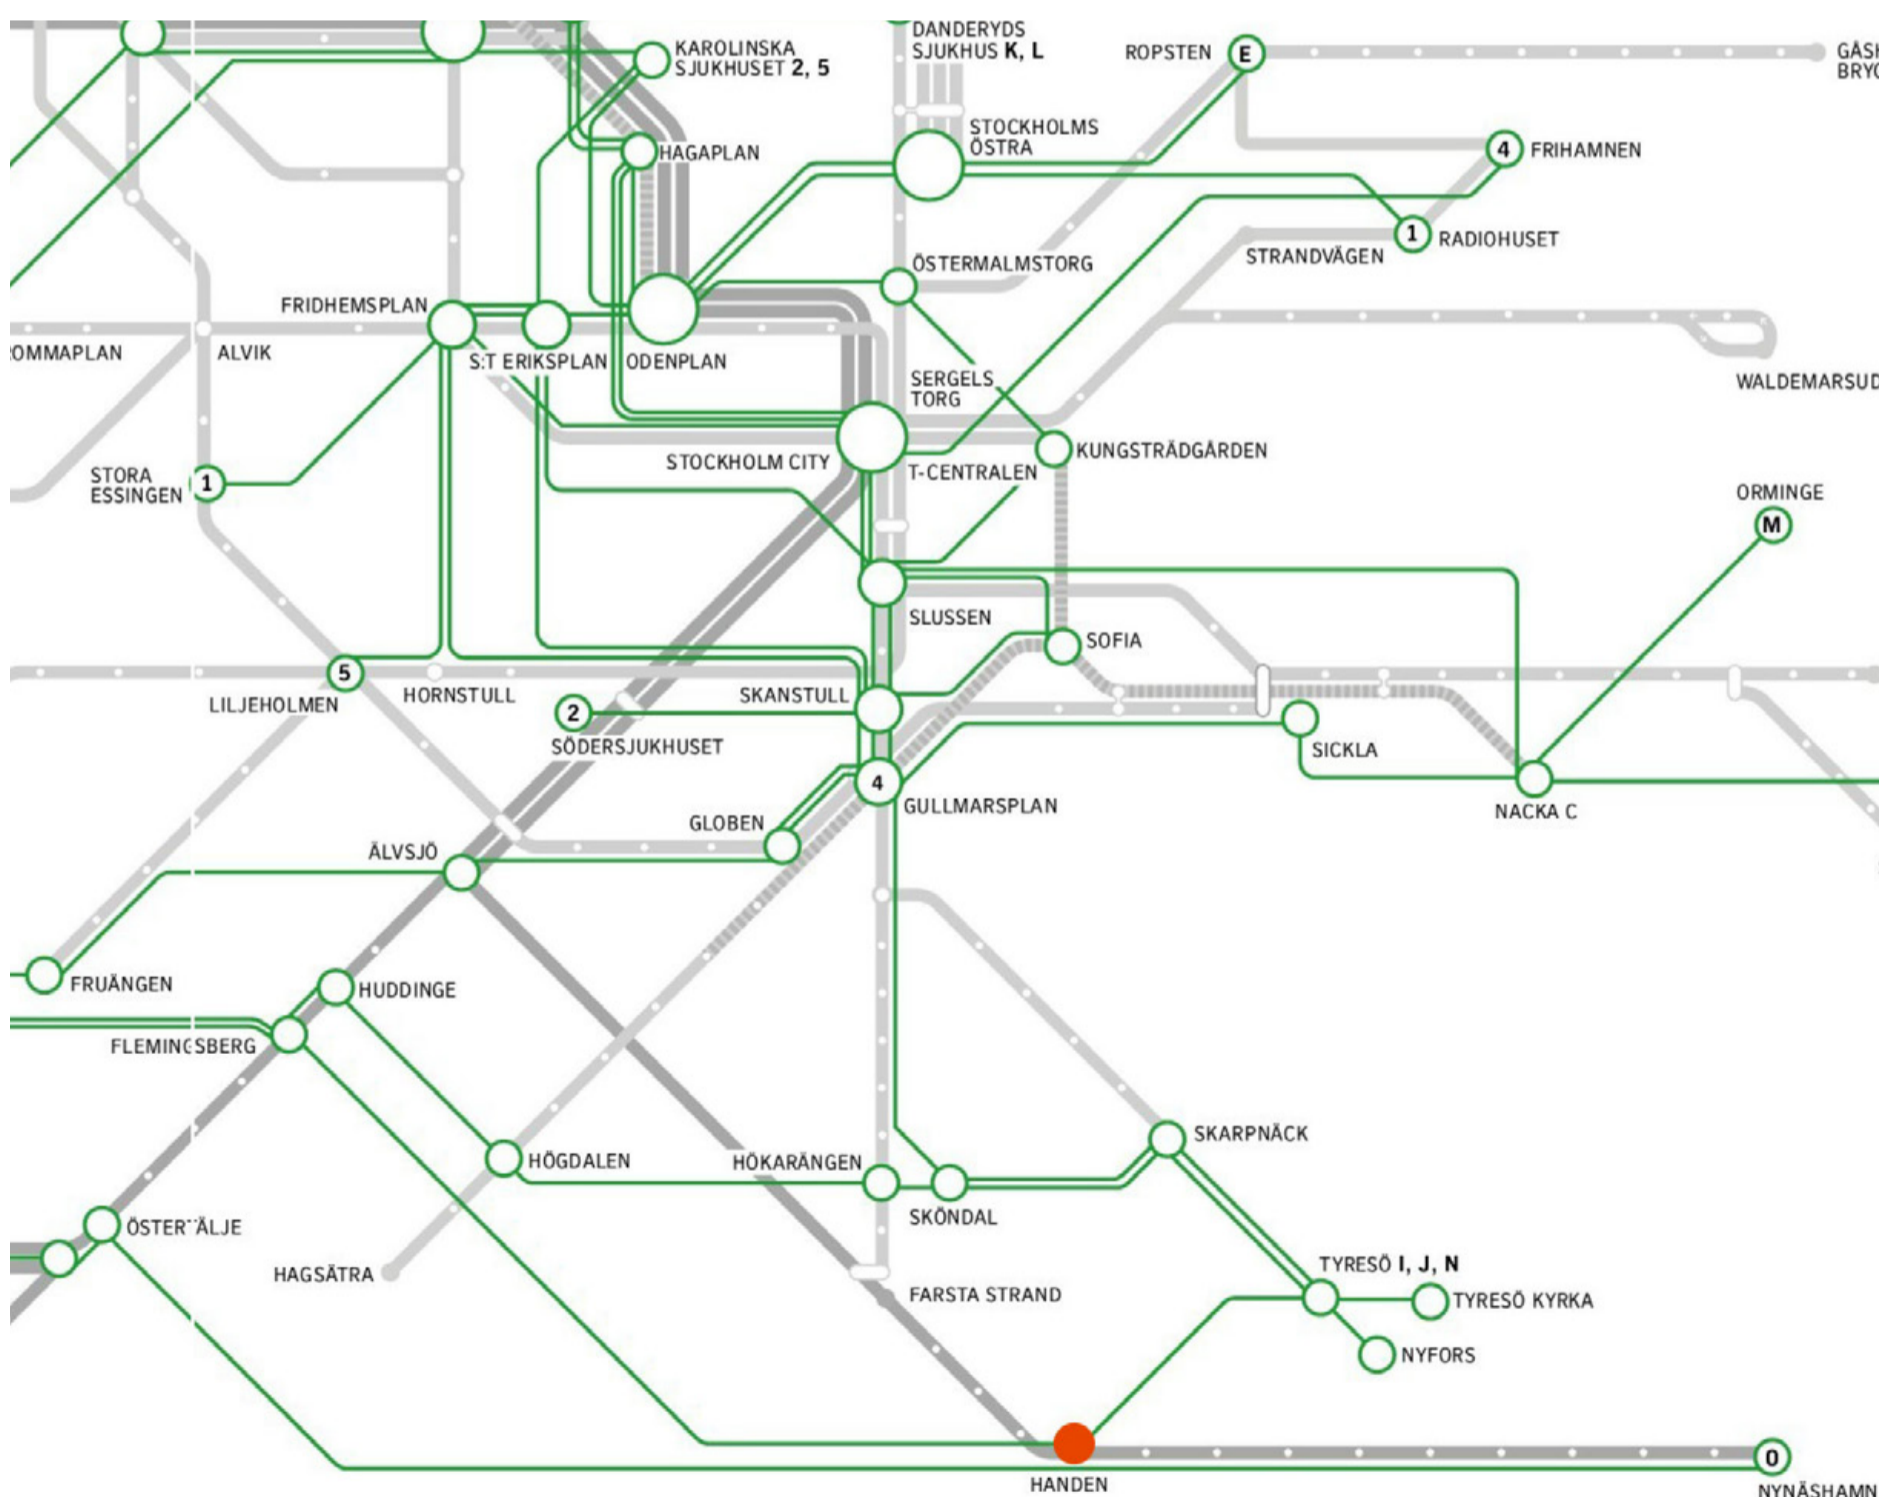 DANDERYDS
SJUKHUS K, L
KAROLINSKA
SJUKHUSET 2, 5
ROPSTEN
E
STOCKHOLMS
ÖSTRA
HAGAPLAN
4
FRIHAMNEN
1
RADIOHUSET
STRANDVÄGEN
ÖSTERMALMSTORG
FRIDHEMSPLAN
ALVIK
S:T ERIKSPLAN
ODENPLAN
SERGELS
TORG
STORA
ESSINGEN
1
STOCKHOLM CITY
T-CENTRALEN
KUNGSTRÄDGÅRDEN
ORMINGE
M
SLUSSEN
SOFIA
5
LILJEHOLMEN
HORNSTULL
SKANSTULL
2
SÖDERSJUKHUSET
SICKLA
4
GULLMARSPLAN
NACKA C
GLOBEN
ÄLVSJÖ
FRUÄNGEN
HUDDINGE
FLEMINGSBERG
HÖGDALEN
HÖKARÄNGEN
SKARPNÄCK
SKÖNDAL
HAGSÄTRA
FARSTA STRAND
TYRESÖ I, J, N
TYRESÖ KYRKA
NYFORS
HANDEN
O
NYNÄSHAMN